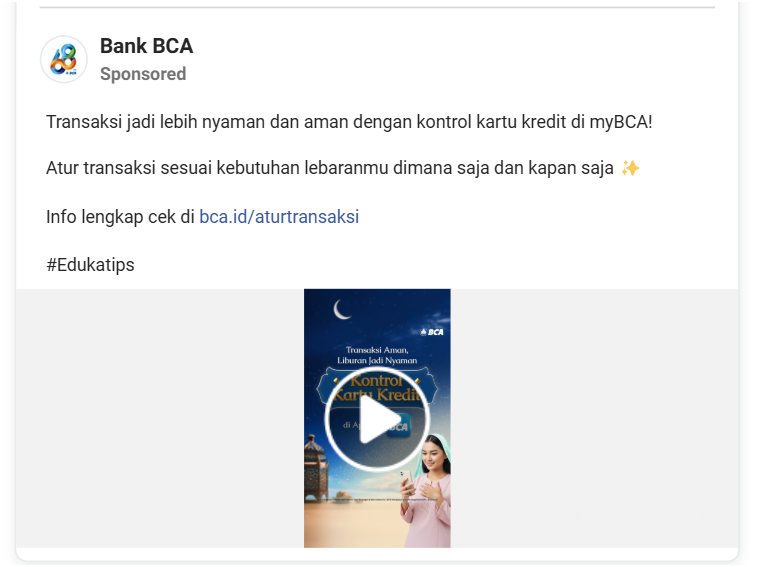 Bank BCA
Sponsored
Transaksi jadi lebih nyaman dan aman dengan kontrol kartu kredit di myBCA!
Atur transaksi sesuai kebutuhan lebaranmu dimana saja dan kapan saja ✨
Info lengkap cek di bca.id/aturtransaksi
#Edukatips
BCA
Transaksi Aman,
Liburan Jadi Nyaman
Kontrol
Kartu Kredit
di
BCA